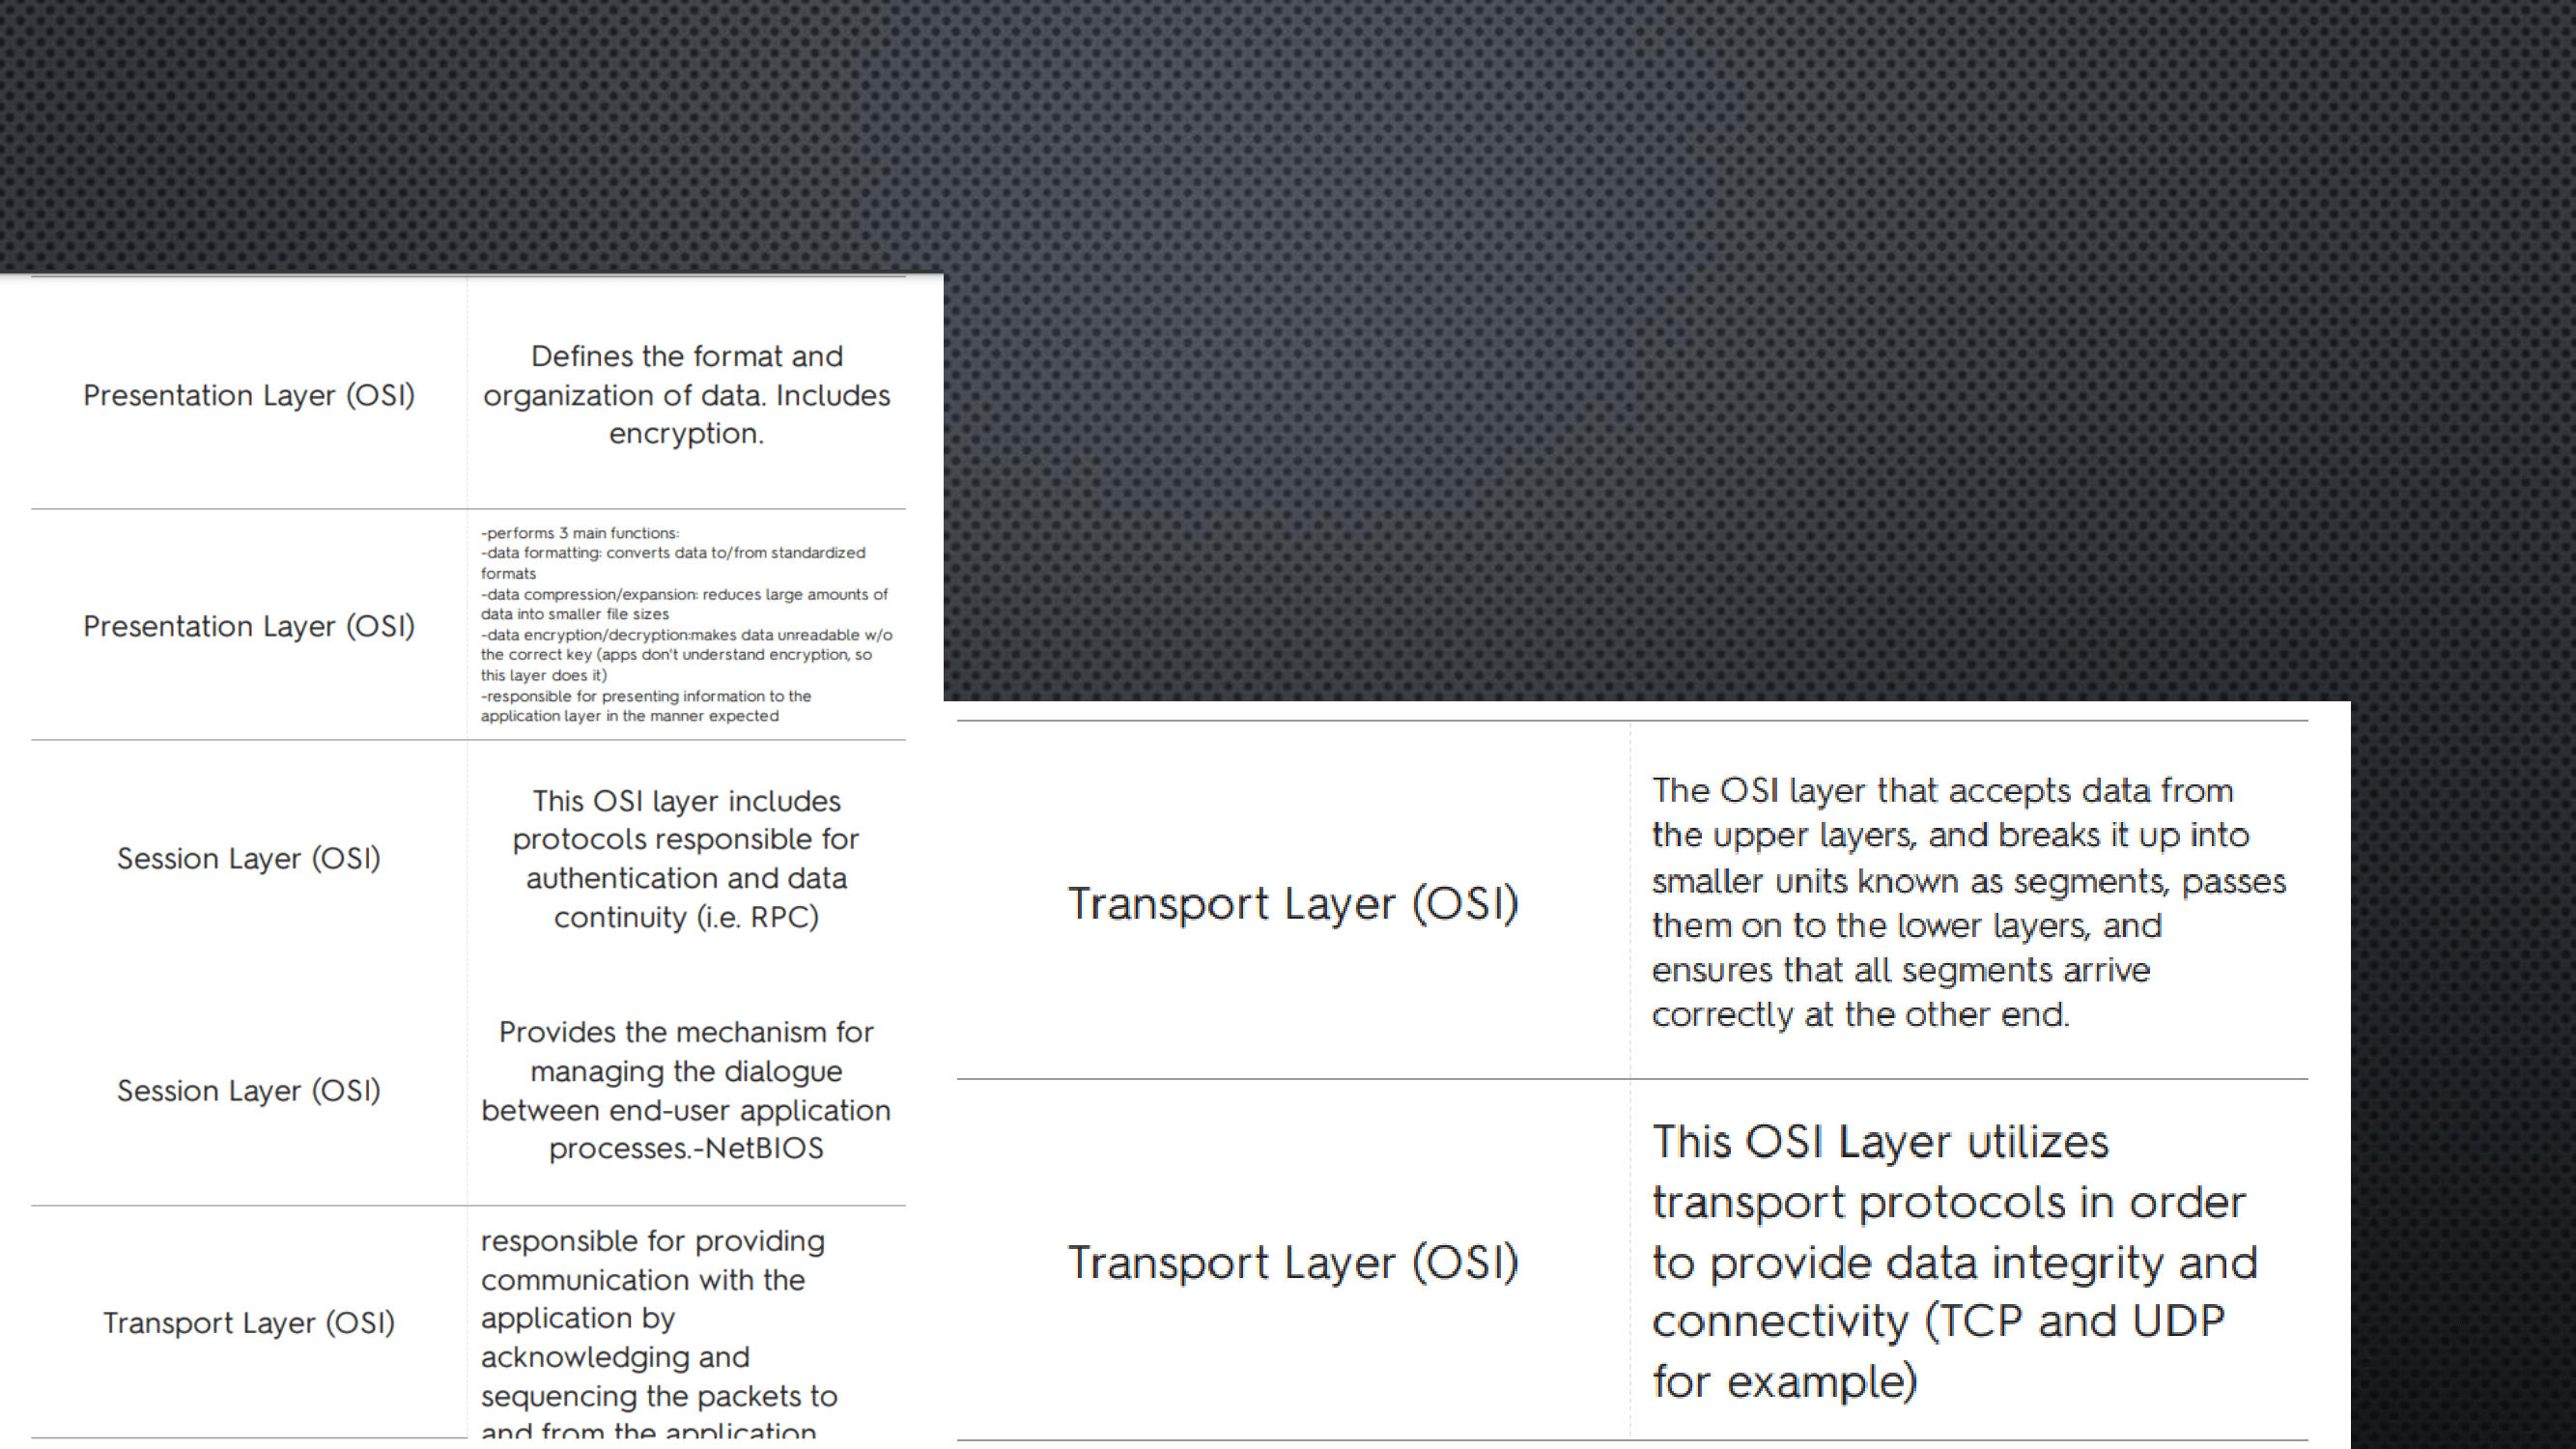 Presentation Layer (OSI)
Defines the format and
organization of data. Includes
encryption.
Presentation Layer (OSI)
-performs 3 main functions:
-data formatting: converts data to/from standardized
formats
-data compression/expansion: reduces large amounts of
data into smaller file sizes
-data encryption/decryption:makes data unreadable w/o
the correct key (apps don't understand encryption, so
this layer does it)
-responsible for presenting information to the
application layer in the manner expected
Session Layer (OSI)
This OSI layer includes
protocols responsible for
authentication and data
continuity (i.e. RPC)
Session Layer (OSI)
Provides the mechanism for
managing the dialogue
between end-user application
processes.-NetBIOS
Transport Layer (OSI)
responsible for providing
communication with the
application by
acknowledging and
sequencing the packets to
and from the application
Transport Layer (OSI)
The OSI layer that accepts data from
the upper layers, and breaks it up into
smaller units known as segments, passes
them on to the lower layers, and
ensures that all segments arrive
correctly at the other end.
Transport Layer (OSI)
This OSI Layer utilizes
transport protocols in order
to provide data integrity and
connectivity (TCP and UDP
for example)